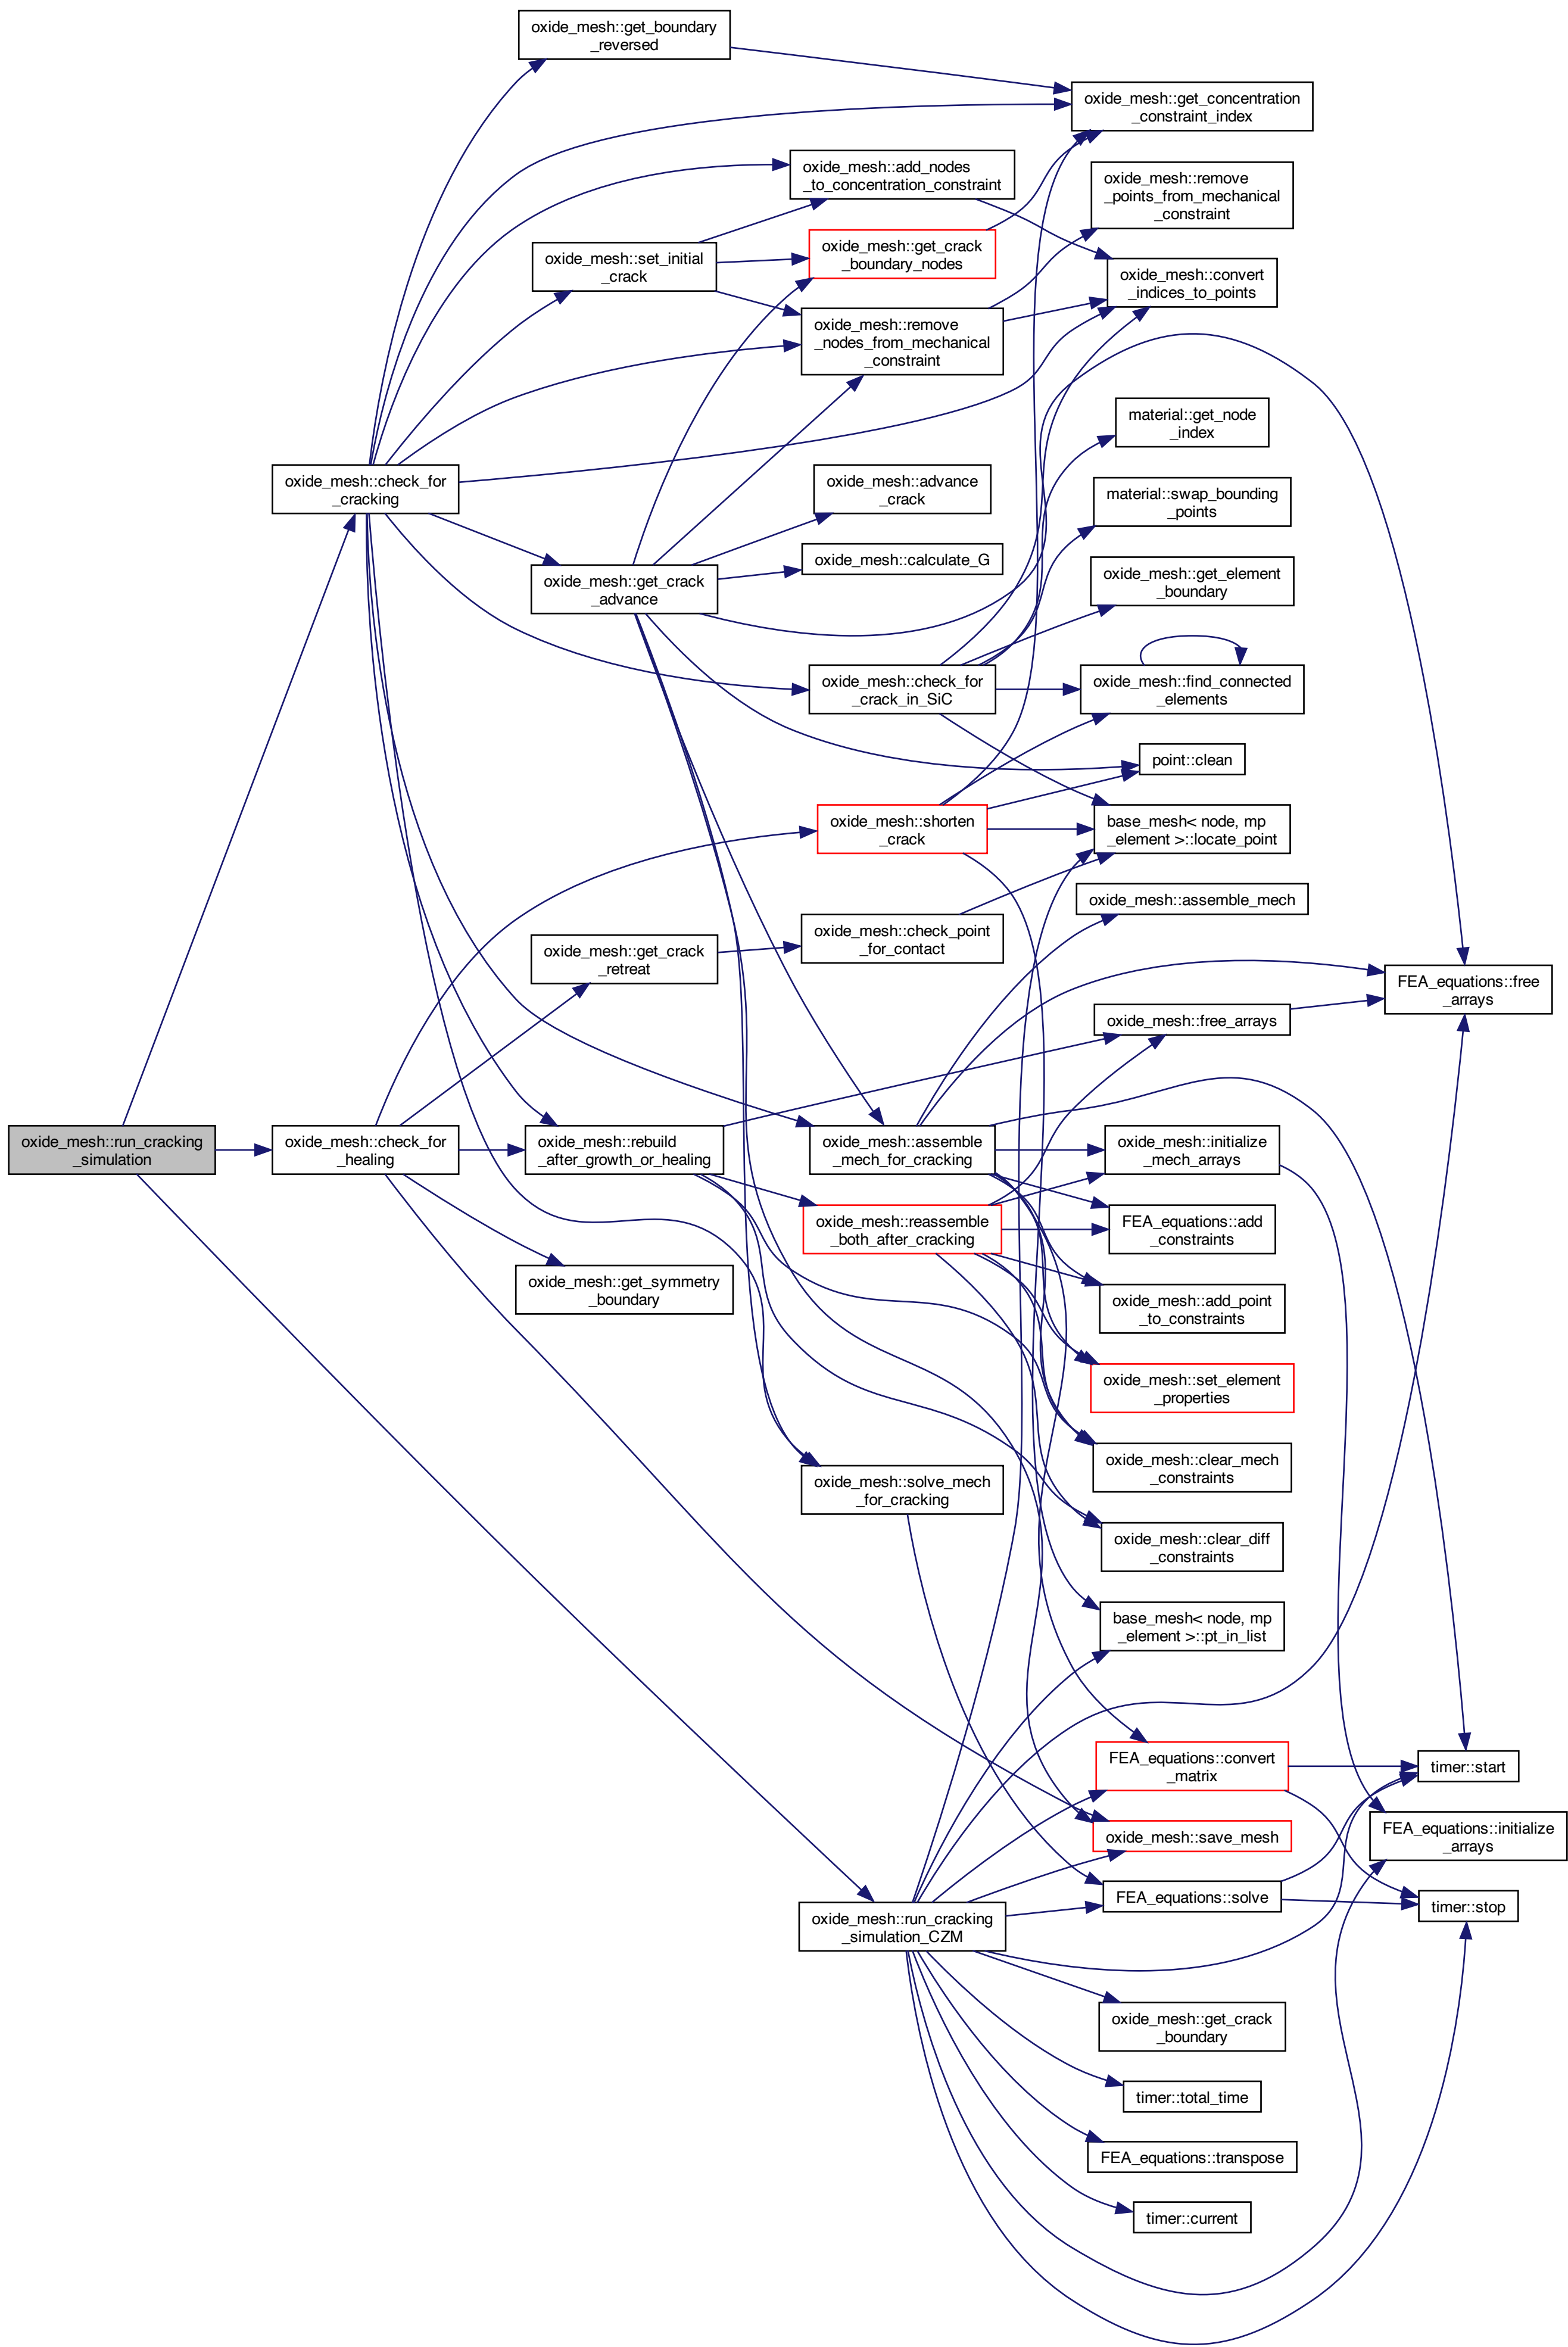 oxide_mesh::get_boundary
_reversed
oxide_mesh::get_concentration
_constraint_index
oxide_mesh::add_nodes
_to_concentration_constraint
oxide_mesh::remove
_points_from_mechanical
_constraint
oxide_mesh::set_initial
_crack
oxide_mesh::get_crack
_boundary_nodes
oxide_mesh::convert
_indices_to_points
oxide_mesh::remove
_nodes_from_mechanical
_constraint
material::get_node
_index
oxide_mesh::check_for
_cracking
oxide_mesh::advance
_crack
material::swap_bounding
_points
oxide_mesh::calculate_G
oxide_mesh::get_crack
_advance
oxide_mesh::get_element
_boundary
oxide_mesh::check_for
_crack_in_SiC
oxide_mesh::find_connected
_elements
point::clean
oxide_mesh::shorten
_crack
base_mesh< node, mp
_element >::locate_point
oxide_mesh::assemble_mech
oxide_mesh::get_crack
_retreat
oxide_mesh::check_point
_for_contact
FEA_equations::free
_arrays
oxide_mesh::free_arrays
oxide_mesh::run_cracking
_simulation
oxide_mesh::check_for
_healing
oxide_mesh::rebuild
_after_growth_or_healing
oxide_mesh::assemble
_mech_for_cracking
oxide_mesh::initialize
_mech_arrays
oxide_mesh::reassemble
_both_after_cracking
FEA_equations::add
_constraints
oxide_mesh::get_symmetry
_boundary
oxide_mesh::add_point
_to_constraints
oxide_mesh::set_element
_properties
oxide_mesh::clear_mech
_constraints
oxide_mesh::solve_mech
_for_cracking
oxide_mesh::clear_diff
_constraints
base_mesh< node, mp
_element >::pt_in_list
FEA_equations::convert
_matrix
timer::start
oxide_mesh::save_mesh
FEA_equations::initialize
_arrays
FEA_equations::solve
timer::stop
oxide_mesh::run_cracking
_simulation_CZM
oxide_mesh::get_crack
_boundary
timer::total_time
FEA_equations::transpose
timer::current